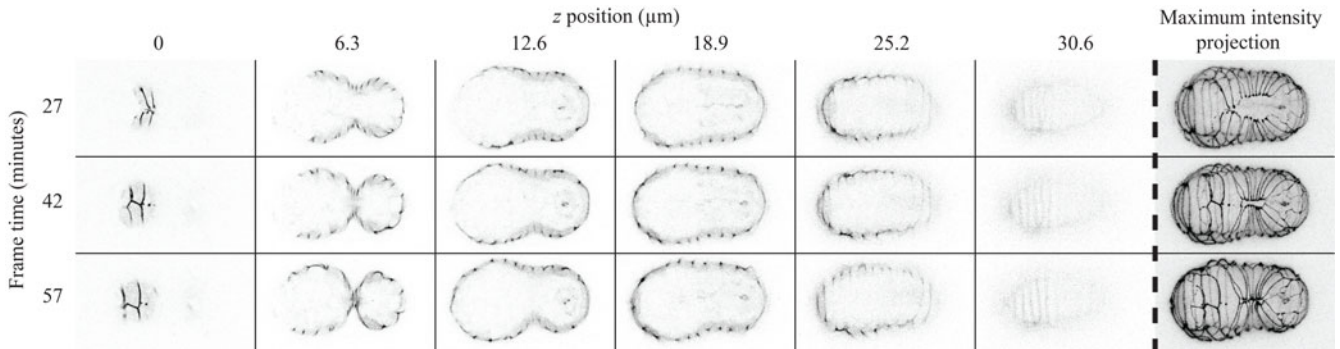 z position (µm)
Maximum intensity
projection
0 6.3 12.6 18.9 25.2 30.6
Frame time (minutes)
27
42
57